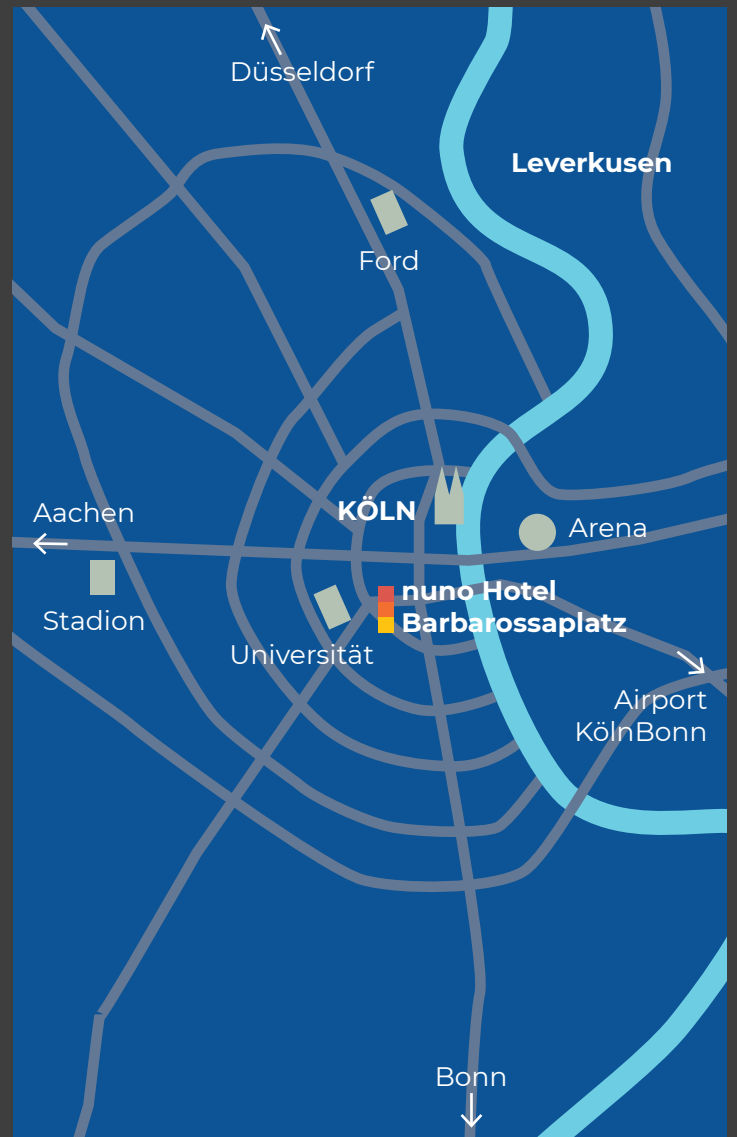 Düsseldorf
Leverkusen
Ford
KÖLN
Aachen
Arena
nuno Hotel
Barbarossaplatz
Stadion
Universität
Airport
KölnBonn
Bonn